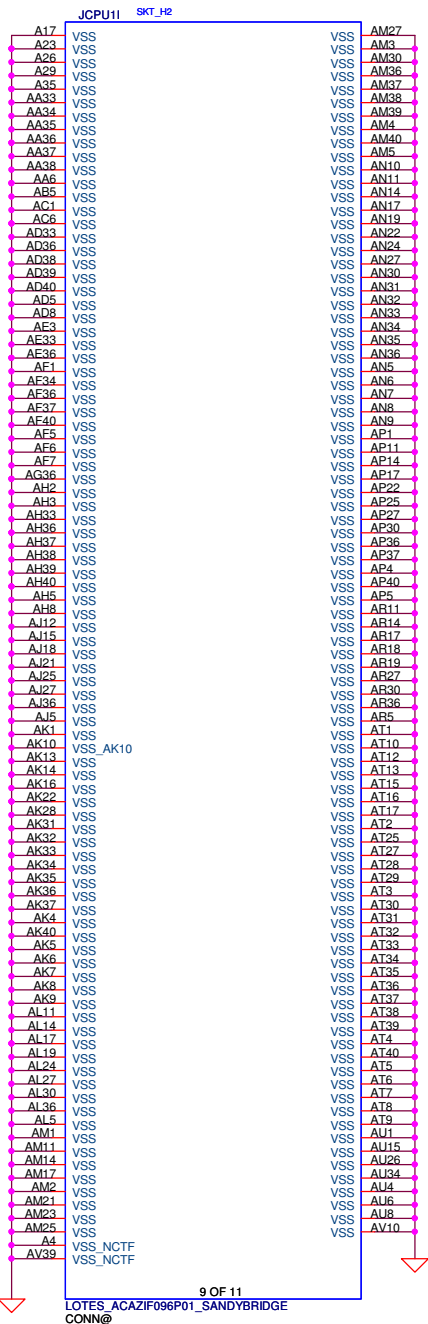 JCPU1I SKT_H2
A17 VSS VSS AM27
A23 VSS VSS AM3
A26 VSS VSS AM30
A29 VSS VSS AM36
A35 VSS VSS AM37
AA33 VSS VSS AM38
AA34 VSS VSS AM39
AA35 VSS VSS AM4
AA36 VSS VSS AM40
AA37 VSS VSS AM5
AA38 VSS VSS AN10
AA6 VSS VSS AN11
AB5 VSS VSS AN14
AC1 VSS VSS AN17
AC6 VSS VSS AN19
AD33 VSS VSS AN22
AD36 VSS VSS AN24
AD38 VSS VSS AN27
AD39 VSS VSS AN30
AD40 VSS VSS AN31
AD5 VSS VSS AN32
AD8 VSS VSS AN33
AE3 VSS VSS AN34
AE33 VSS VSS AN35
AE36 VSS VSS AN36
AF1 VSS VSS AN5
AF34 VSS VSS AN6
AF36 VSS VSS AN7
AF37 VSS VSS AN8
AF40 VSS VSS AN9
AF5 VSS VSS AP1
AF6 VSS VSS AP11
AF7 VSS VSS AP14
AG36 VSS VSS AP17
AH2 VSS VSS AP22
AH3 VSS VSS AP25
AH33 VSS VSS AP27
AH36 VSS VSS AP30
AH37 VSS VSS AP36
AH38 VSS VSS AP37
AH39 VSS VSS AP4
AH40 VSS VSS AP40
AH5 VSS VSS AP5
AH8 VSS VSS AR11
AJ12 VSS VSS AR14
AJ15 VSS VSS AR17
AJ18 VSS VSS AR18
AJ21 VSS VSS AR19
AJ25 VSS VSS AR27
AJ27 VSS VSS AR30
AJ36 VSS VSS AR36
AJ5 VSS VSS AR5
AK1 VSS VSS AT1
AK10 VSS_AK10 VSS AT10
AK13 VSS VSS AT12
AK14 VSS VSS AT13
AK16 VSS VSS AT15
AK22 VSS VSS AT16
AK28 VSS VSS AT17
AK31 VSS VSS AT2
AK32 VSS VSS AT25
AK33 VSS VSS AT27
AK34 VSS VSS AT28
AK35 VSS VSS AT29
AK36 VSS VSS AT3
AK37 VSS VSS AT30
AK4 VSS VSS AT31
AK40 VSS VSS AT32
AK5 VSS VSS AT33
AK6 VSS VSS AT34
AK7 VSS VSS AT35
AK8 VSS VSS AT36
AK9 VSS VSS AT37
AL11 VSS VSS AT38
AL14 VSS VSS AT39
AL17 VSS VSS AT4
AL19 VSS VSS AT40
AL24 VSS VSS AT5
AL27 VSS VSS AT6
AL30 VSS VSS AT7
AL36 VSS VSS AT8
AL5 VSS VSS AT9
AM1 VSS VSS AU1
AM11 VSS VSS AU15
AM14 VSS VSS AU26
AM17 VSS VSS AU34
AM2 VSS VSS AU4
AM21 VSS VSS AU6
AM23 VSS VSS AU8
AM25 VSS VSS AV10
A4 VSS_NCTF
AV39 VSS_NCTF
9 OF 11
LOTES_ACAZIF096P01_SANDYBRIDGE
CONN@